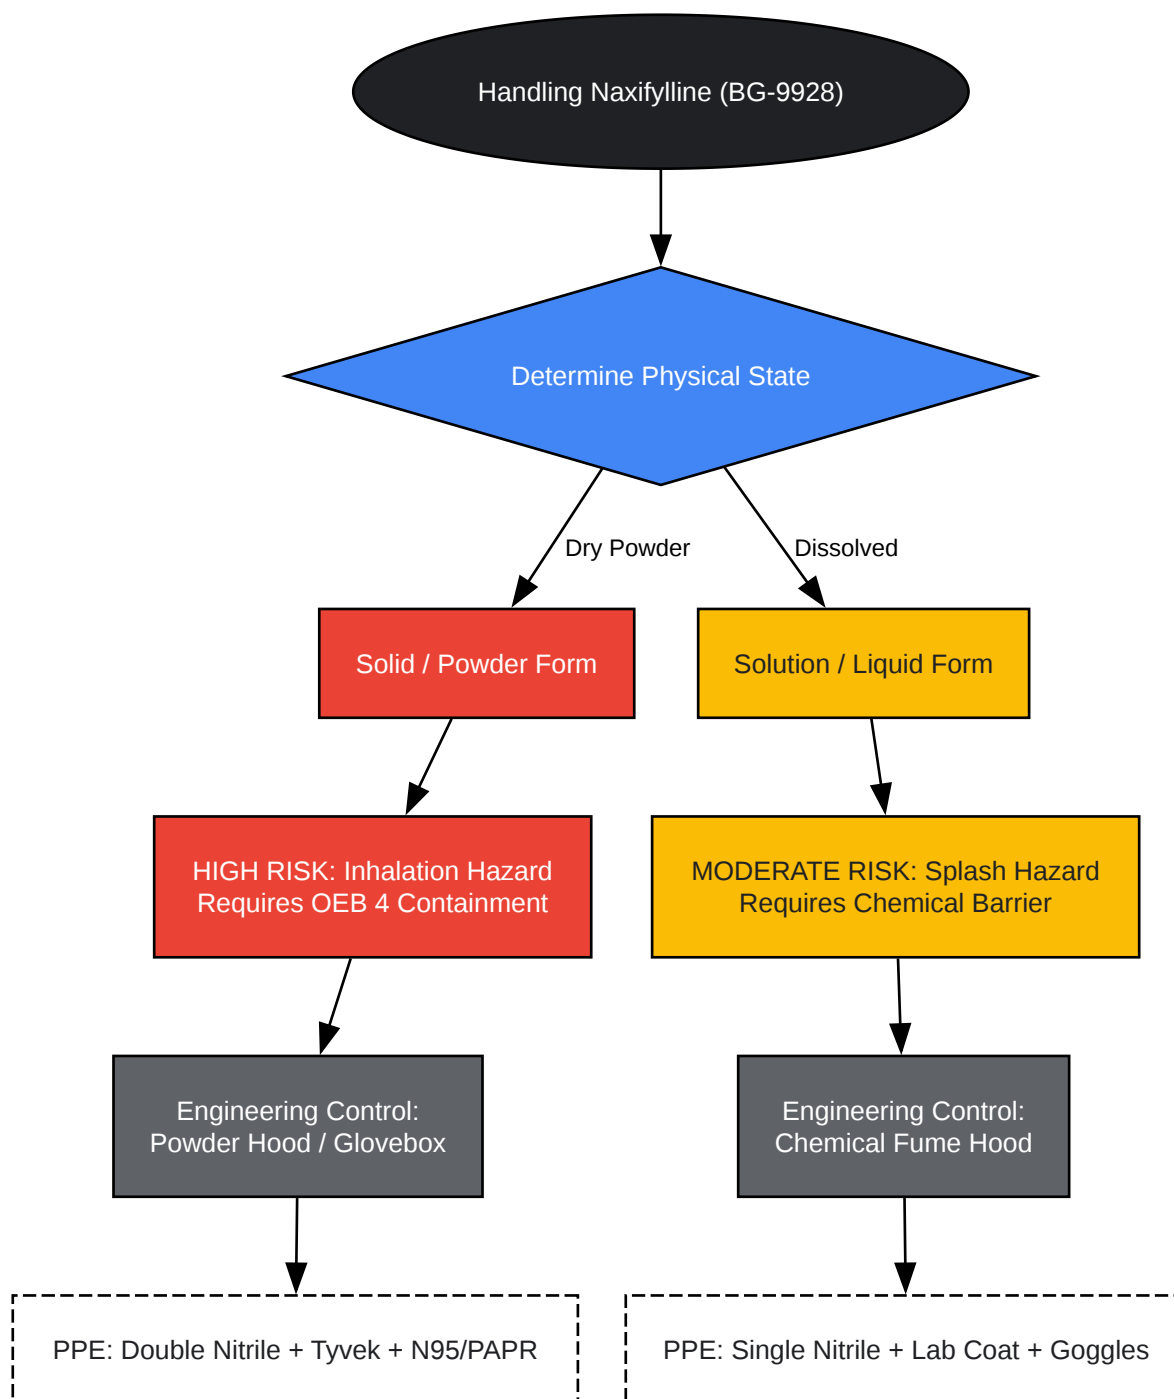 Handling Naxifylline (BG-9928)
Determine Physical State
Dry Powder
Dissolved
Solid / Powder Form
Solution / Liquid Form
HIGH RISK: Inhalation Hazard
Requires OEB 4 Containment
MODERATE RISK: Splash Hazard
Requires Chemical Barrier
Engineering Control:
Powder Hood / Glovebox
Engineering Control:
Chemical Fume Hood
PPE: Double Nitrile + Tyvek + N95/PAPR
PPE: Single Nitrile + Lab Coat + Goggles